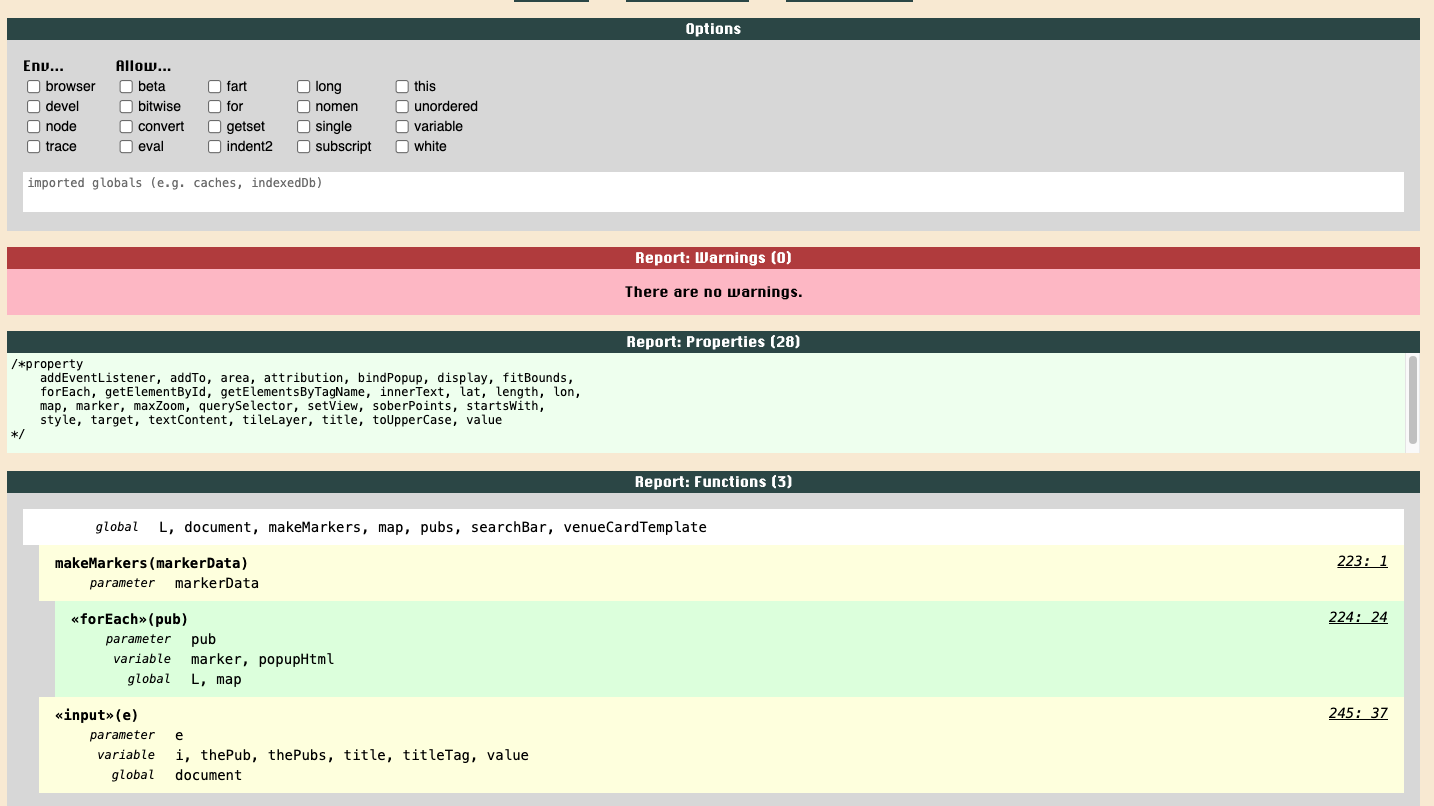 Options
Env... Allow...
browser beta fart long this
devel bitwise for nomen unordered
node convert getset single variable
trace eval indent2 subscript white
imported globals (e.g. caches, indexedDb)
Report: Warnings (0)
There are no warnings.
Report: Properties (28)
/*property
addEventListener, addTo, area, attribution, bindPopup, display, fitBounds,
forEach, getElementById, getElementsByTagName, innerText, lat, length, lon,
map, marker, maxZoom, querySelector, setView, soberPoints, startsWith,
style, target, textContent, tileLayer, title, toUpperCase, value
*/
Report: Functions (3)
global L, document, makeMarkers, map, pubs, searchBar, venueCardTemplate
makeMarkers(markerData) 223: 1
parameter markerData
«forEach»(pub) 224: 24
parameter pub
variable marker, popupHtml
global L, map
«input»(e) 245: 37
parameter e
variable i, thePub, thePubs, title, titleTag, value
global document